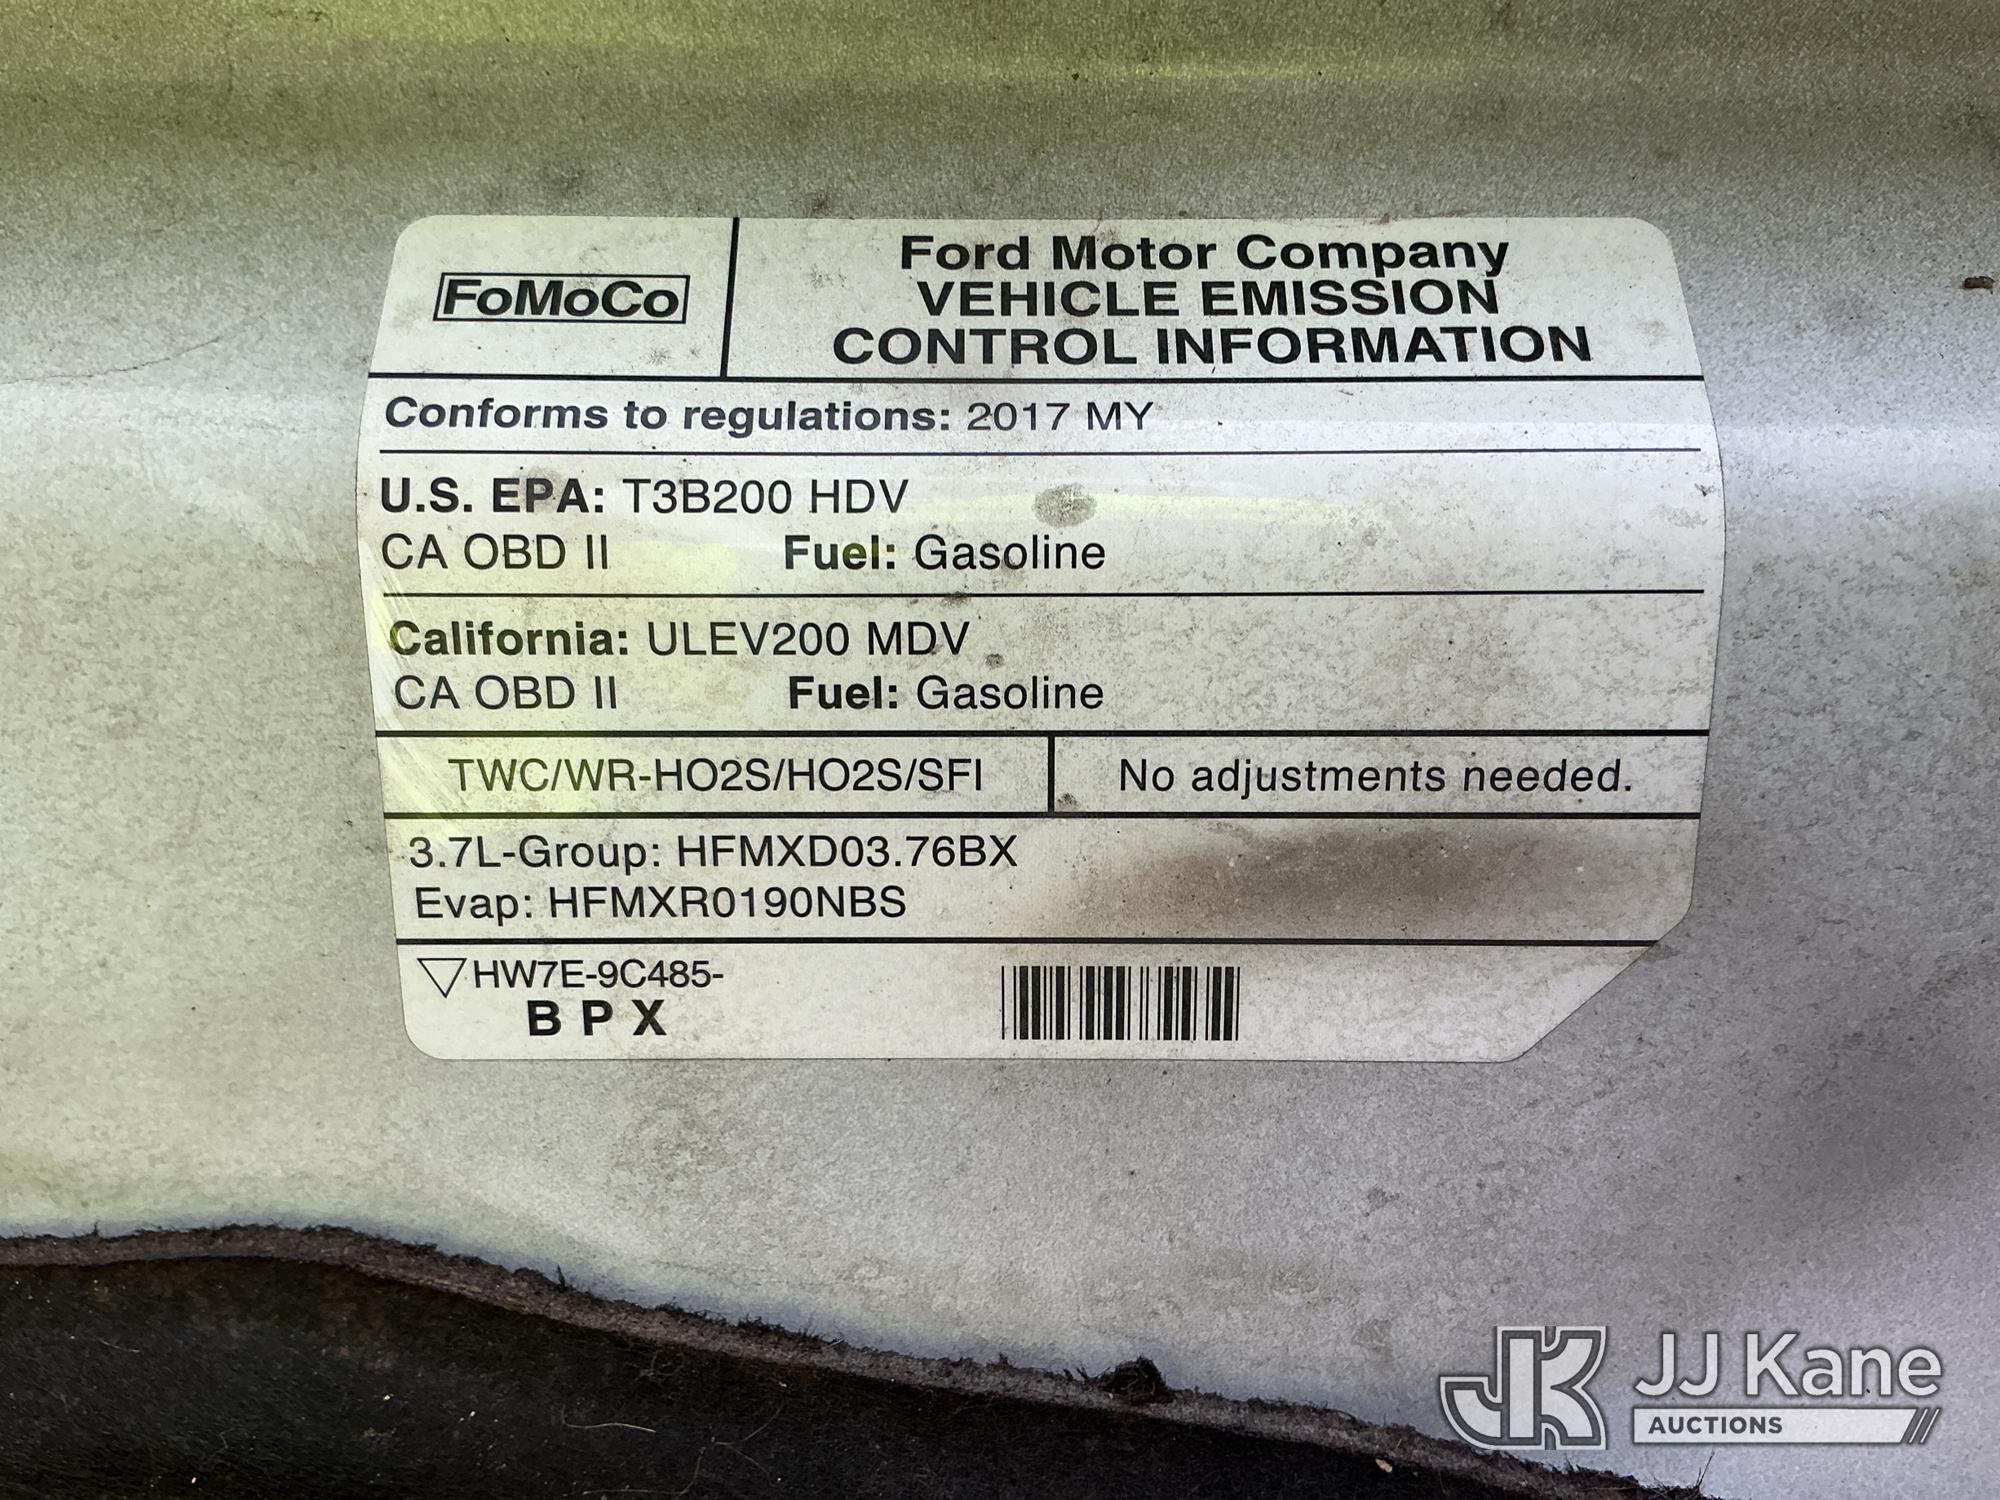 FoMoCo
Ford Motor Company
VEHICLE EMISSION
CONTROL INFORMATION
Conforms to regulations: 2017 MY
U.S. EPA: T3B200 HDV
CA OBD II Fuel: Gasoline
California: ULEV200 MDV
CA OBD II Fuel: Gasoline
TWC/WR-HO2S/HO2S/SFI
No adjustments needed.
3.7L-Group: HFMXD03.76BX
Evap: HFMXR0190NBS
HW7E-9C485-
B P X
JK JJ Kane
AUCTIONS